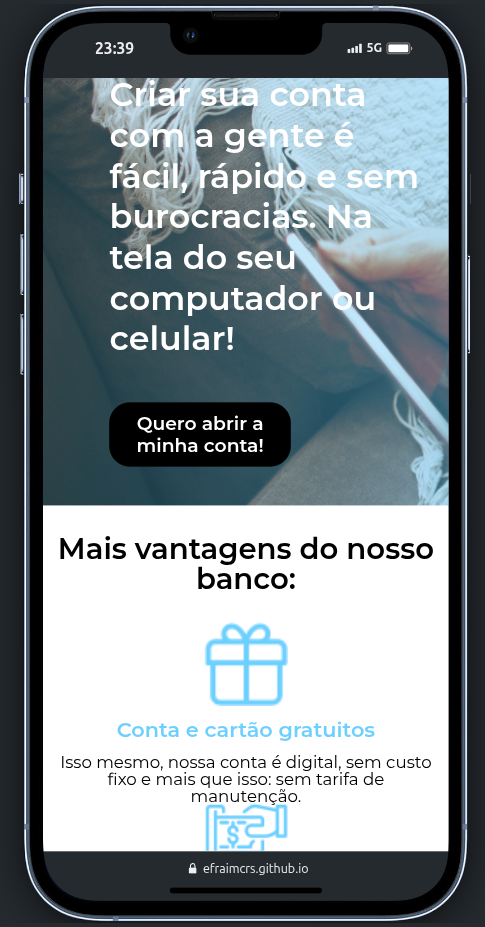 23:39
5G
Criar sua conta
com a gente é
fácil, rápido e sem
burocracias. Na
tela do seu
computador ou
celular!
Quero abrir a
minha conta!
Mais vantagens do nosso
banco:
Conta e cartão gratuitos
Isso mesmo, nossa conta é digital, sem custo
fixo e mais que isso: sem tarifa de
manutenção.
$
efraimcrs.github.io